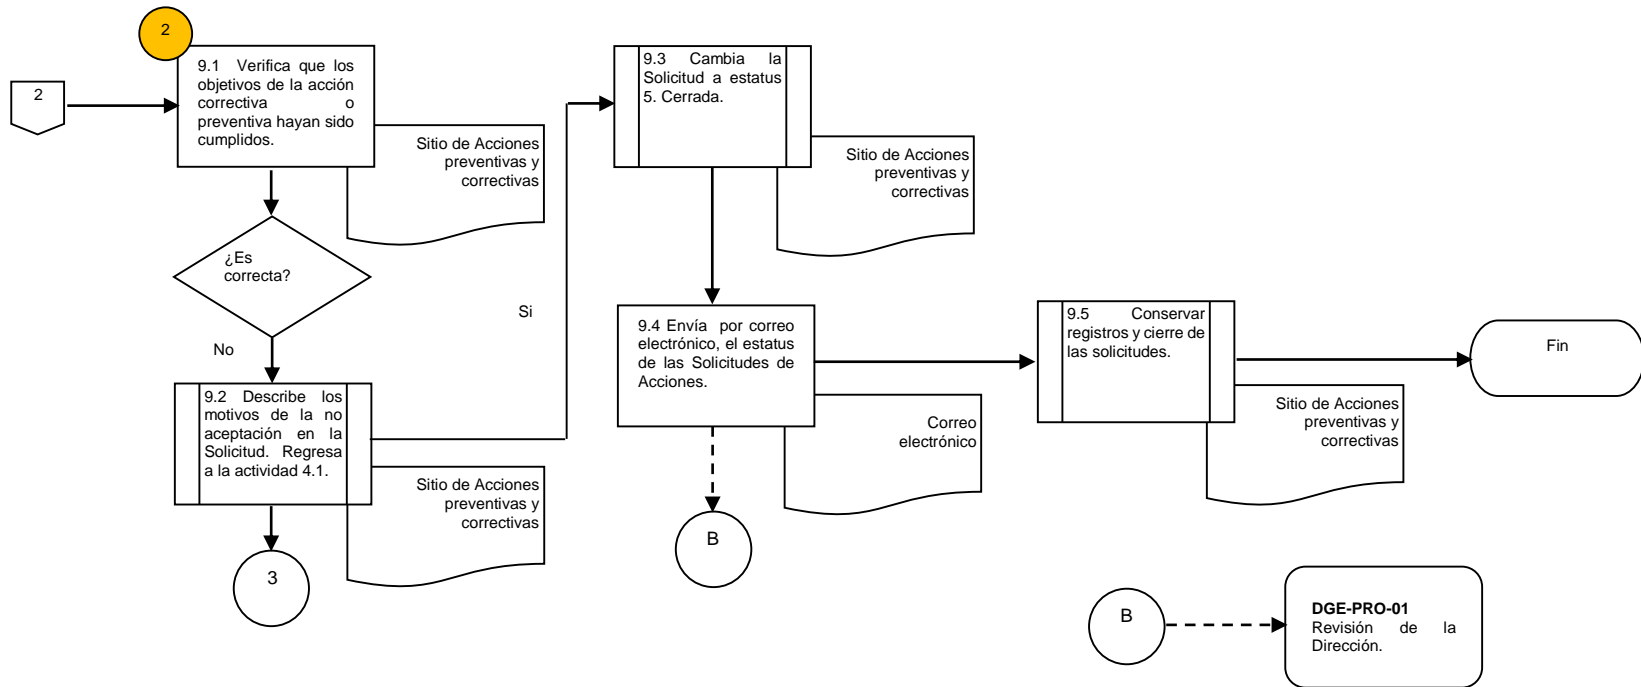 2
2
9.1 Verifica que los
objetivos de la acción
correctiva o
preventiva hayan sido
cumplidos.
Sitio de Acciones
preventivas y
correctivas
¿Es
correcta?
No
Si
9.2 Describe los
motivos de la no
aceptación en la
Solicitud. Regresa
a la actividad 4.1.
Sitio de Acciones
preventivas y
correctivas
3
9.3 Cambia la
Solicitud a estatus
5. Cerrada.
Sitio de Acciones
preventivas y
correctivas
9.4 Envía por correo
electrónico, el estatus
de las Solicitudes de
Acciones.
Correo
electrónico
B
9.5 Conservar
registros y cierre de
las solicitudes.
Sitio de Acciones
preventivas y
correctivas
Fin
B
DGE-PRO-01
Revisión de la
Dirección.